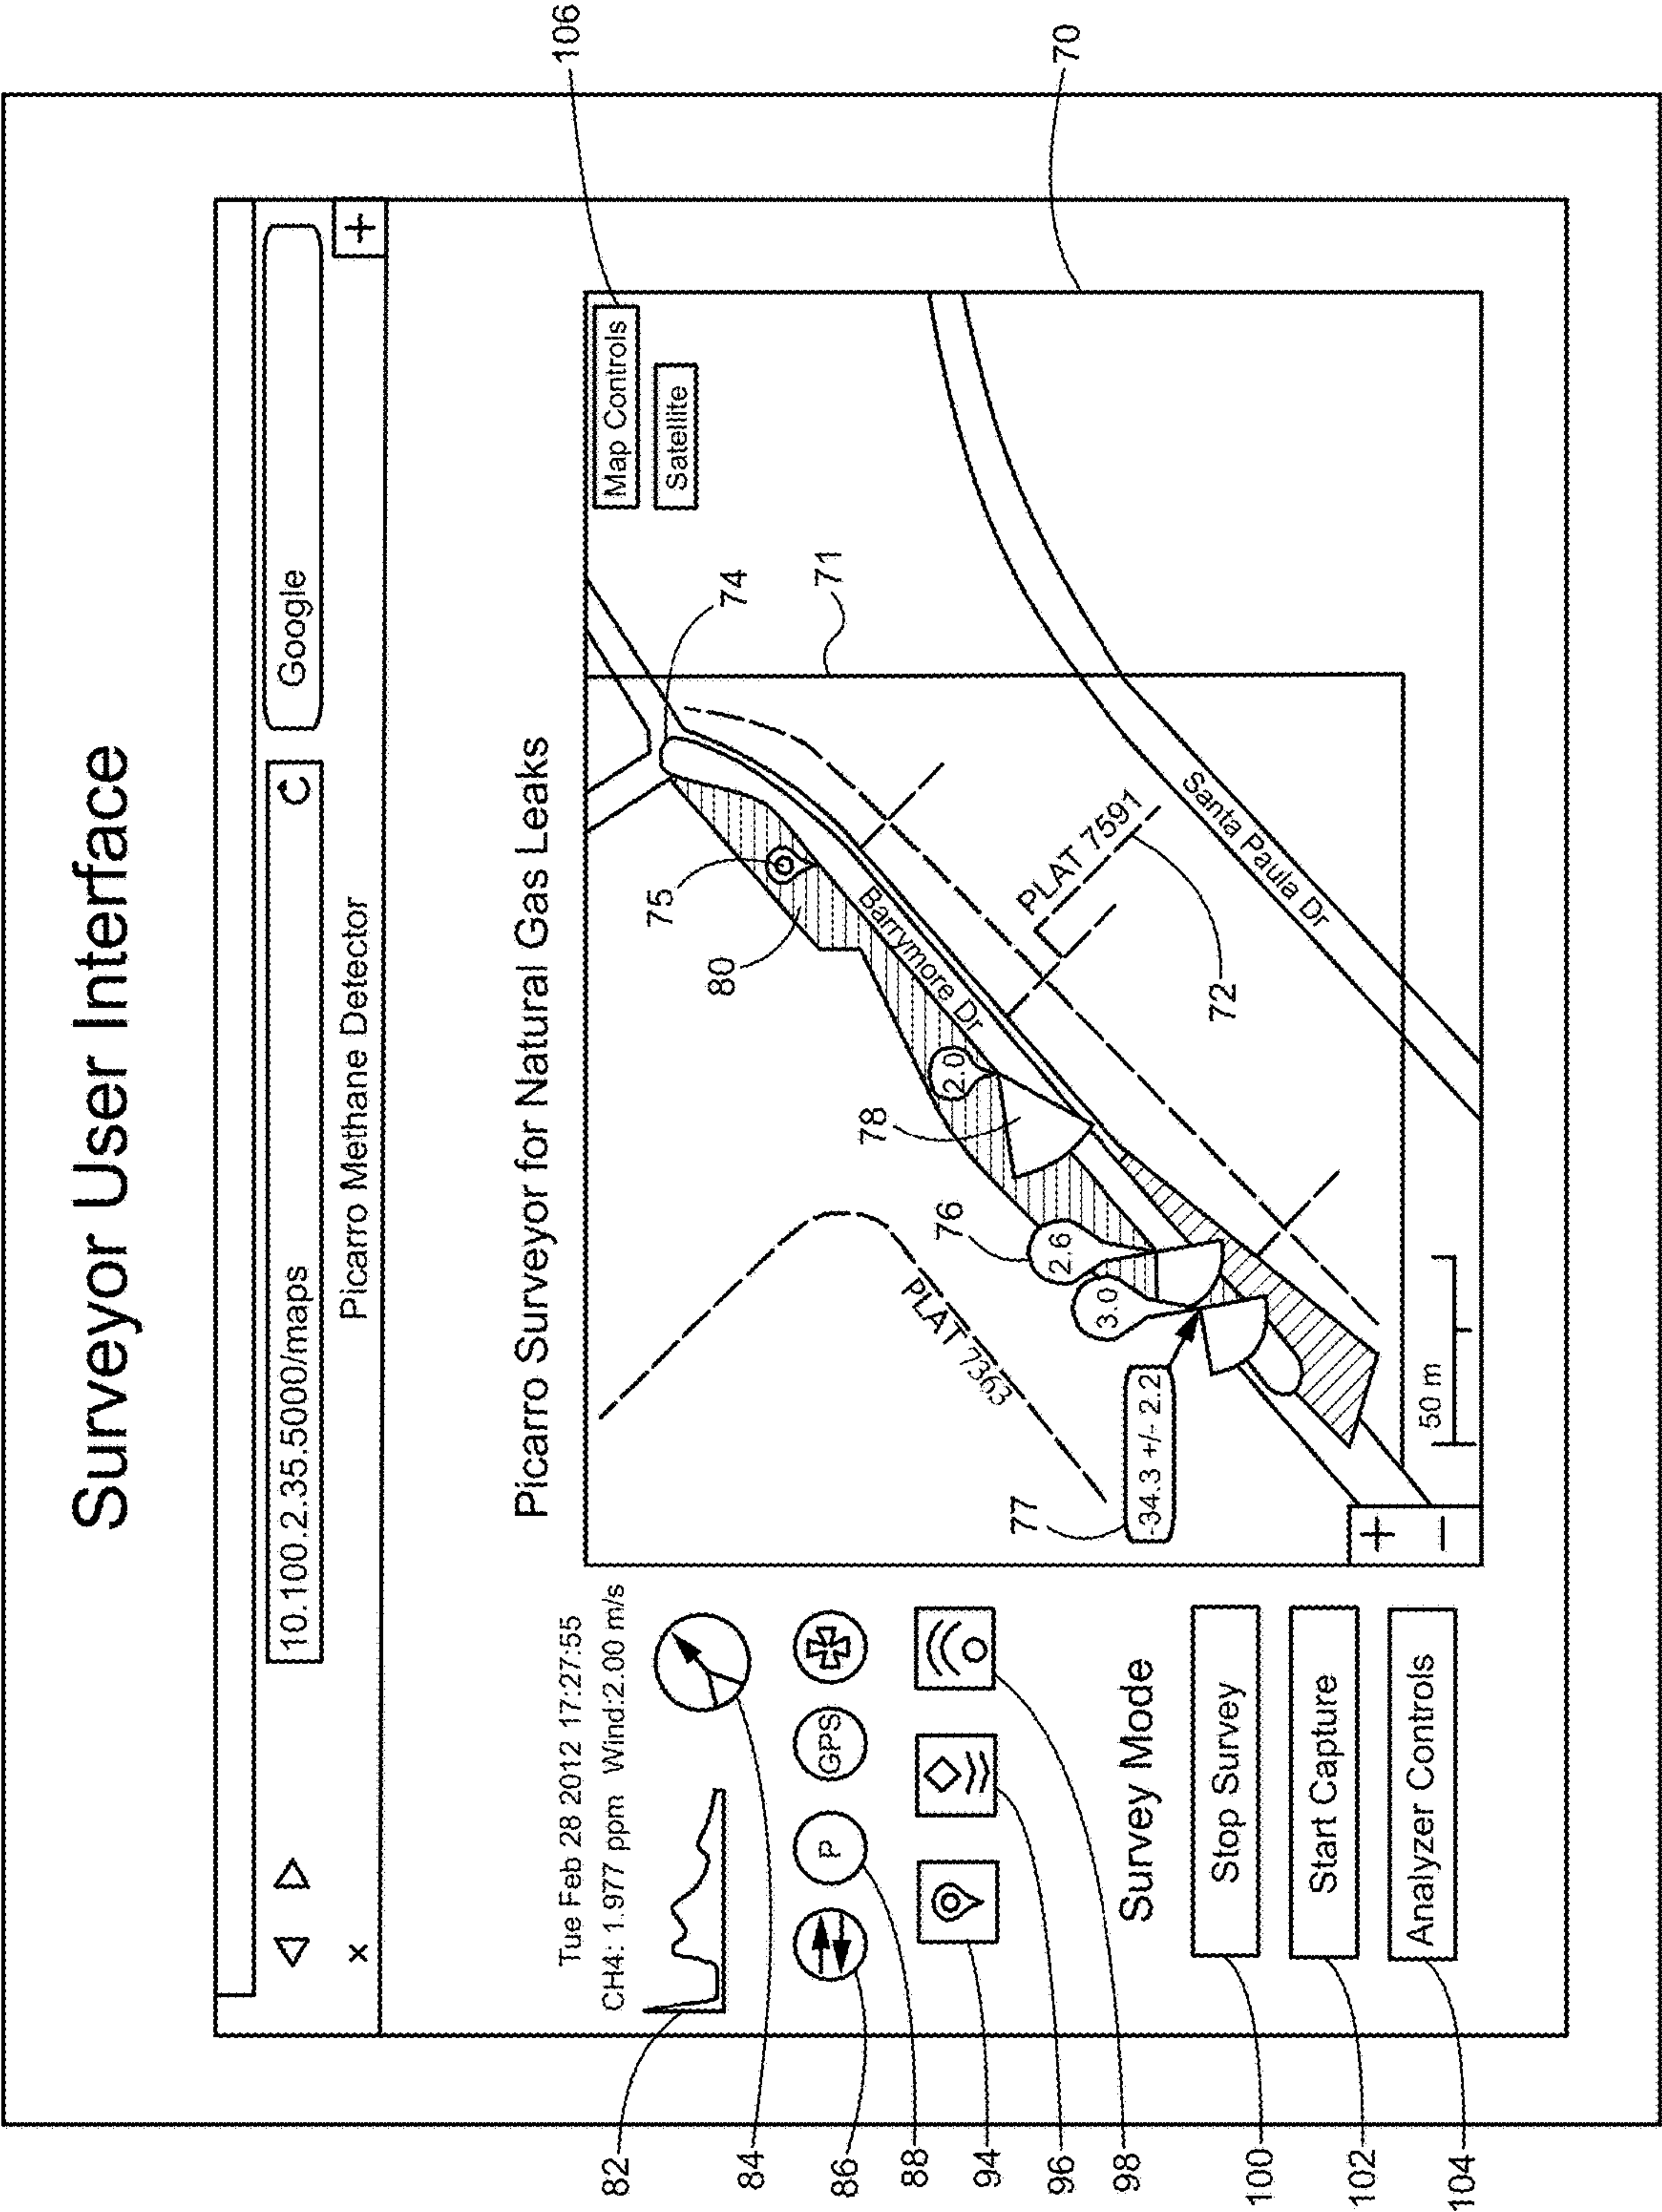 Surveyor User Interface
10.100.2.35.5000/maps
Google
x
Picarro Methane Detector
+
Picarro Surveyor for Natural Gas Leaks
Tue Feb 28 2012 17:27:55
CH4: 1.977 ppm Wind:2.00 m/s
P
GPS
Survey Mode
Stop Survey
Start Capture
Analyzer Controls
Map Controls
Satellite
74
71
75
80
Barrymore Dr
PLAT 7591
72
Santa Paula Dr
2.0
78
76
2.6
3.0
PLAT 7363
77
-34.3 +/- 2.2
50 m
+
−
106
70
82
84
86
88
94
96
98
100
102
104